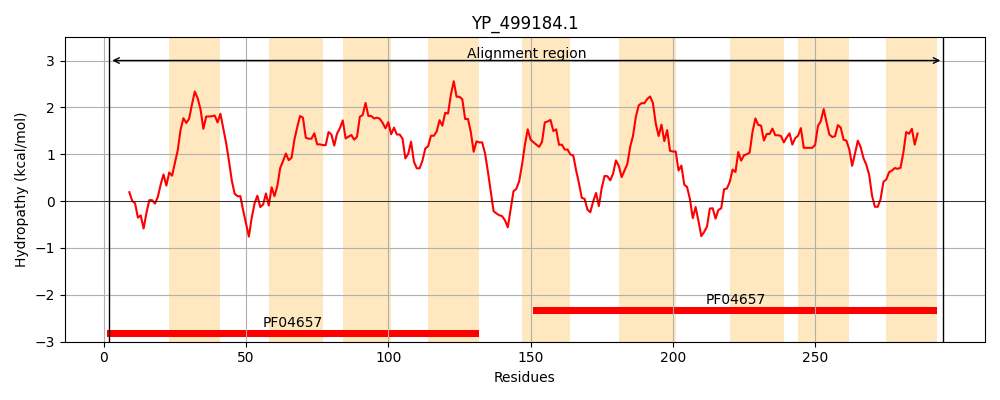 YP_499184.1
Alignment region
Hydropathy (kcal/mol)
3
2
1
0
−1
−2
−3
PF04657
PF04657
0 50 100 150 200 250
Residues